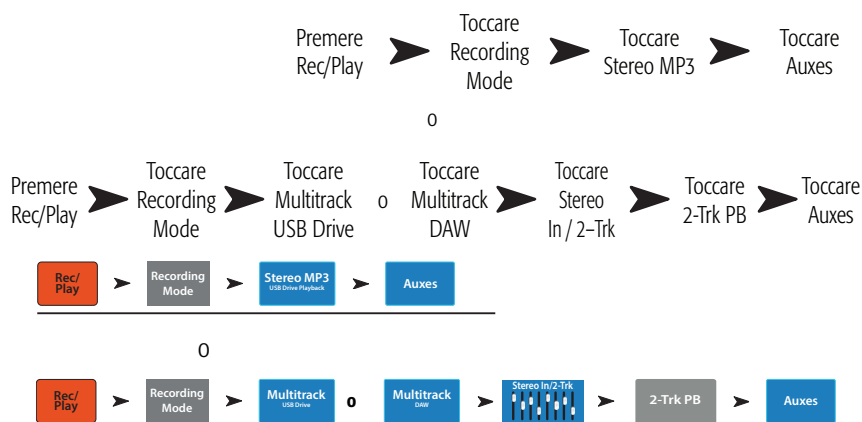 Premere
Rec/Play
Toccare
Recording
Mode
Toccare
Stereo MP3
Toccare
Auxes
o
Premere
Rec/Play
Toccare
Recording
Mode
Toccare
Multitrack
USB Drive
o
Toccare
Multitrack
DAW
Toccare
Stereo
In / 2–Trk
Toccare
2-Trk PB
Toccare
Auxes
Rec/
Play
Recording
Mode
Stereo MP3
USB Drive Playback
Auxes
o
Rec/
Play
Recording
Mode
Multitrack
USB Drive
o
Multitrack
DAW
Stereo In/2-Trk
2-Trk PB
Auxes